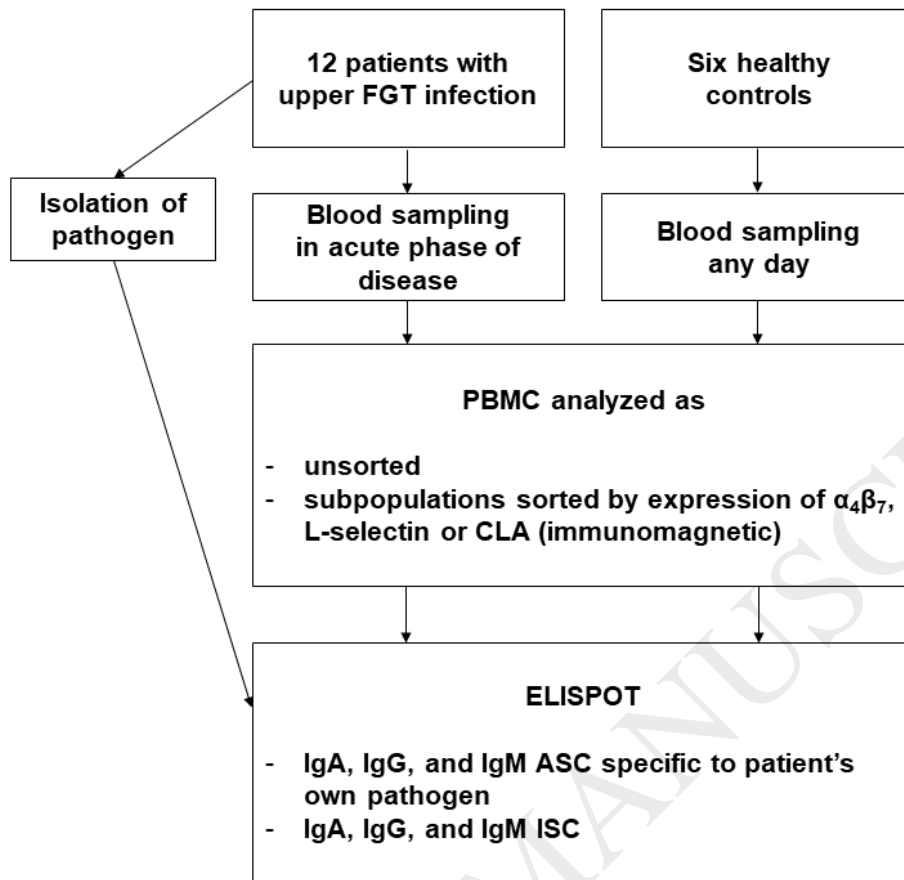 12 patients with
upper FGT infection
Six healthy
controls
Isolation of
pathogen
Blood sampling
in acute phase of
disease
Blood sampling
any day
PBMC analyzed as
- unsorted
- subpopulations sorted by expression of α₄β₇,
L-selectin or CLA (immunomagnetic)
ELISPOT
- IgA, IgG, and IgM ASC specific to patient's
own pathogen
- IgA, IgG, and IgM ISC
MANUSC